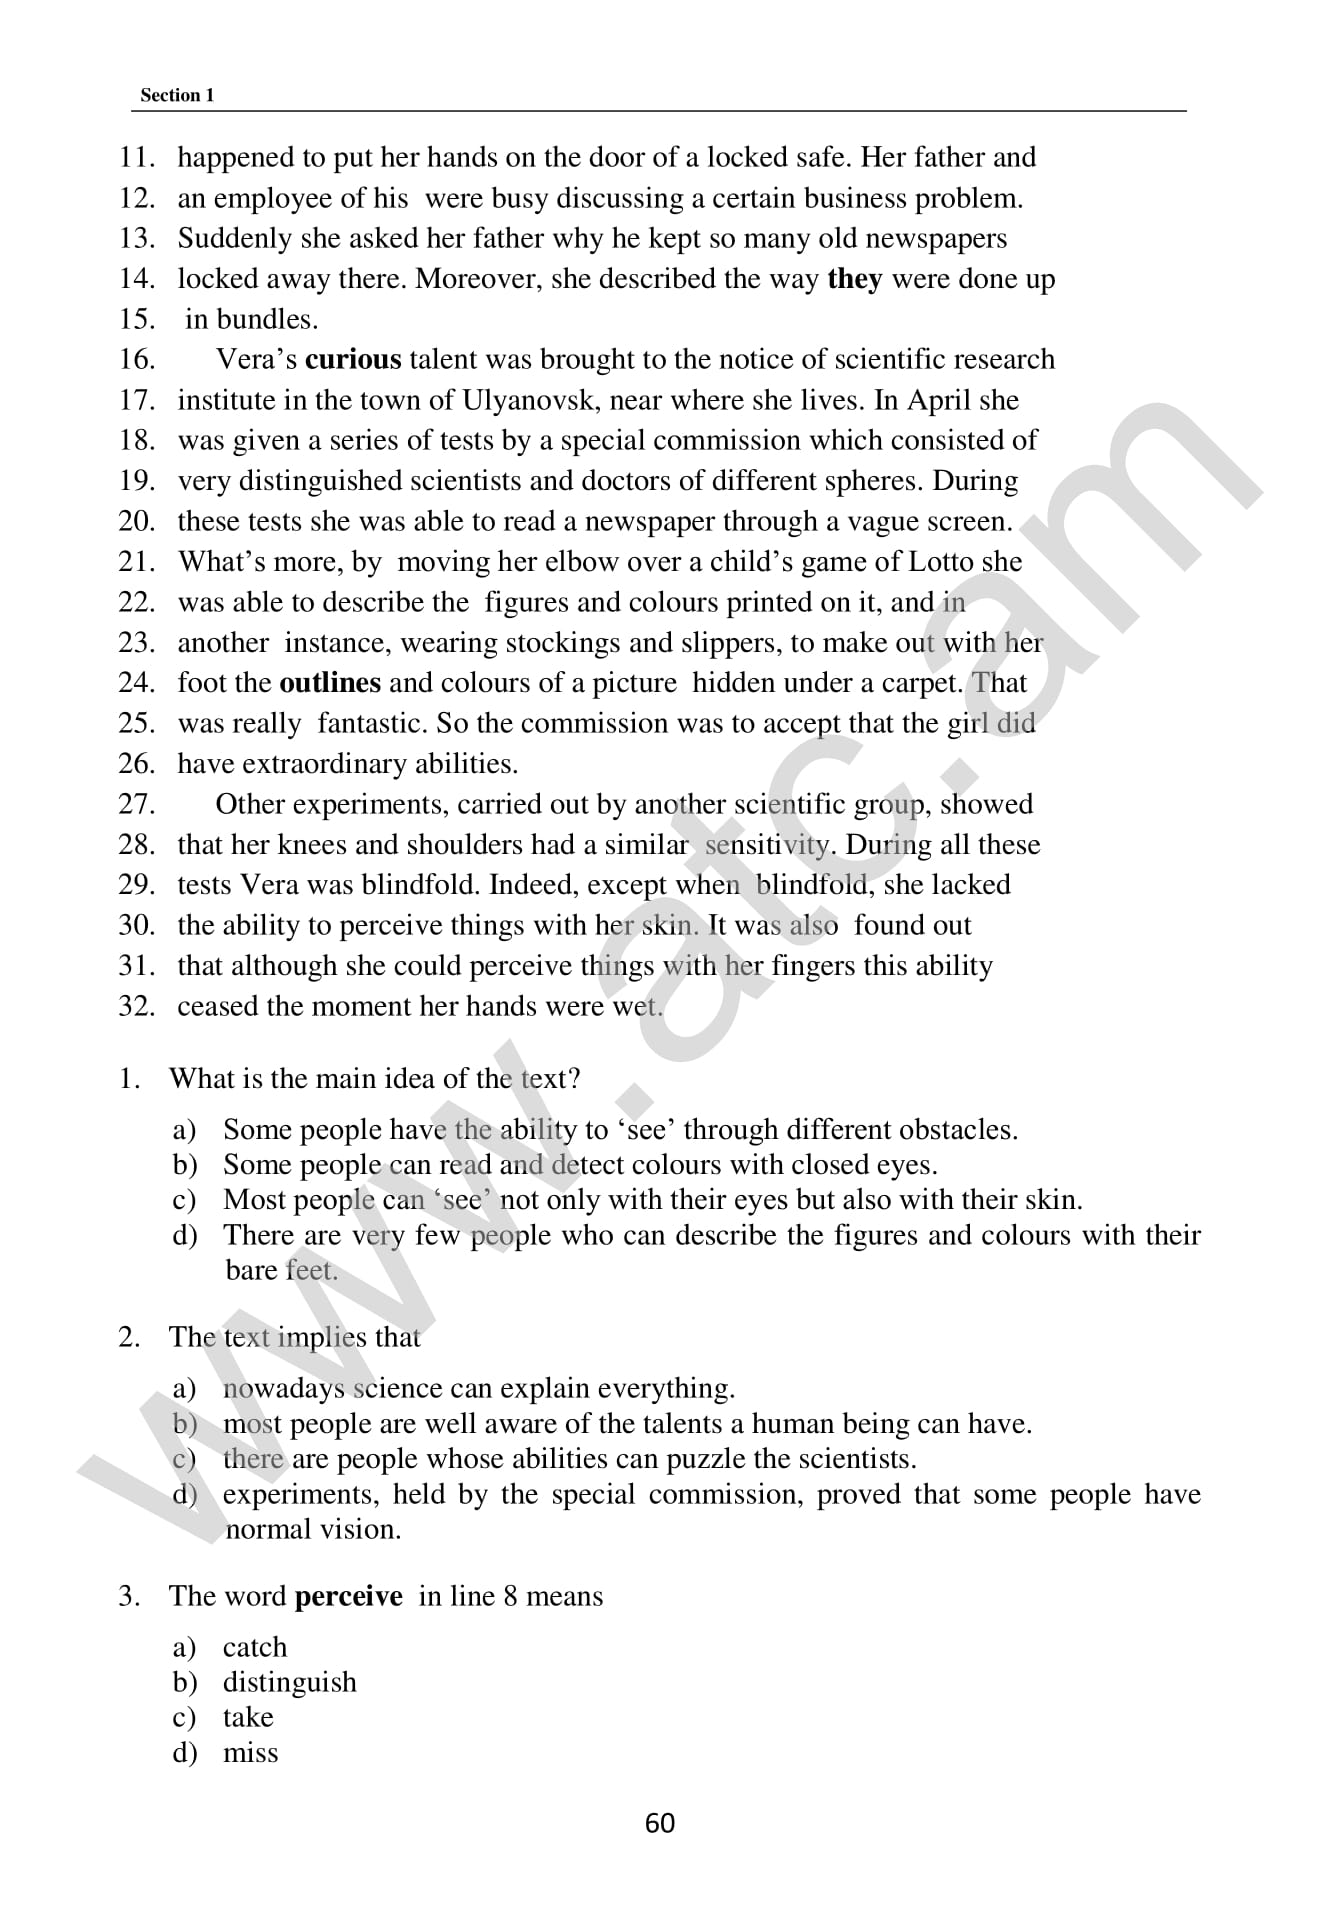 Section 1
11. happened to put her hands on the door of a locked safe. Her father and
12. an employee of his were busy discussing a certain business problem.
13. Suddenly she asked her father why he kept so many old newspapers
14. locked away there. Moreover, she described the way they were done up
15. in bundles.
16. Vera’s curious talent was brought to the notice of scientific research
17. institute in the town of Ulyanovsk, near where she lives. In April she
18. was given a series of tests by a special commission which consisted of
19. very distinguished scientists and doctors of different spheres. During
20. these tests she was able to read a newspaper through a vague screen.
21. What’s more, by moving her elbow over a child’s game of Lotto she
22. was able to describe the figures and colours printed on it, and in
23. another instance, wearing stockings and slippers, to make out with her
24. foot the outlines and colours of a picture hidden under a carpet. That
25. was really fantastic. So the commission was to accept that the girl did
26. have extraordinary abilities.
27. Other experiments, carried out by another scientific group, showed
28. that her knees and shoulders had a similar sensitivity. During all these
29. tests Vera was blindfold. Indeed, except when blindfold, she lacked
30. the ability to perceive things with her skin. It was also found out
31. that although she could perceive things with her fingers this ability
32. ceased the moment her hands were wet.
1. What is the main idea of the text?
a) Some people have the ability to ‘see’ through different obstacles.
b) Some people can read and detect colours with closed eyes.
c) Most people can ‘see’ not only with their eyes but also with their skin.
d) There are very few people who can describe the figures and colours with their
bare feet.
2. The text implies that
a) nowadays science can explain everything.
b) most people are well aware of the talents a human being can have.
c) there are people whose abilities can puzzle the scientists.
d) experiments, held by the special commission, proved that some people have
normal vision.
3. The word perceive in line 8 means
a) catch
b) distinguish
c) take
d) miss
60
www.atc.am